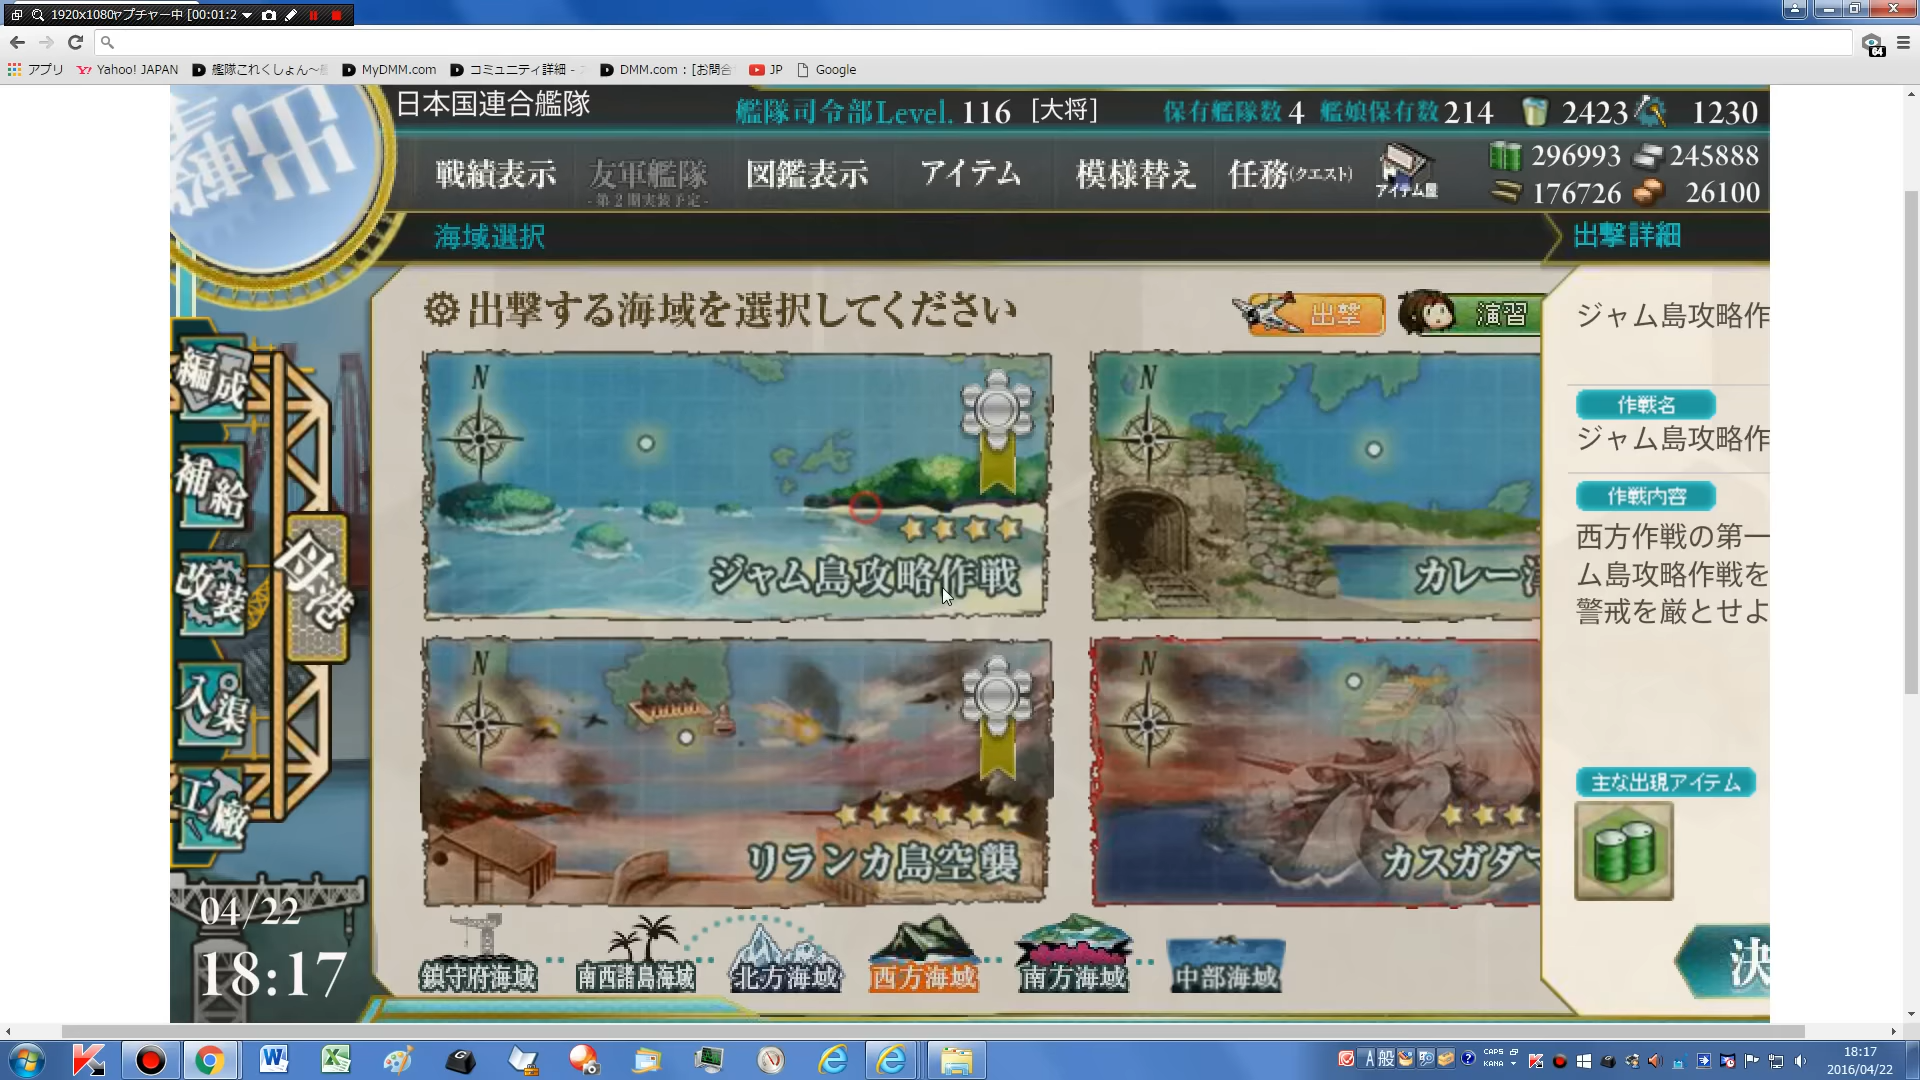 1920x1080ャプチャー中 [00:01:2
アプリ Yahoo! JAPAN 艦隊これくしょん～ MyDMM.com コミュニティ詳細 - DMM.com : [お問合 JP Google
日本国連合艦隊 艦隊司令部Level. 116 [大将] 保有艦隊数 4 艦娘保有数 214 2423 1230
戦績表示 友軍艦隊 図鑑表示 アイテム 模様替え 任務(クエスト) アイテム屋 296993 245888
-第2期実装予定- 176726 26100
海域選択 出撃詳細
出撃する海域を選択してください 出撃 演習
ジャム島攻略作
編成
補給
改装
入渠
工廠
母港
N
ジャム島攻略作戦
N
カレー洋
N
リランカ島空襲
N
カスガダマ
作戦名
ジャム島攻略作
作戦内容
西方作戦の第一
ム島攻略作戦を
警戒を厳とせよ
主な出現アイテム
決
04/22
18:17
鎮守府海域 南西諸島海域 北方海域 西方海域 南方海域 中部海域
A 般 CAPS
KANA
18:17
2016/04/22